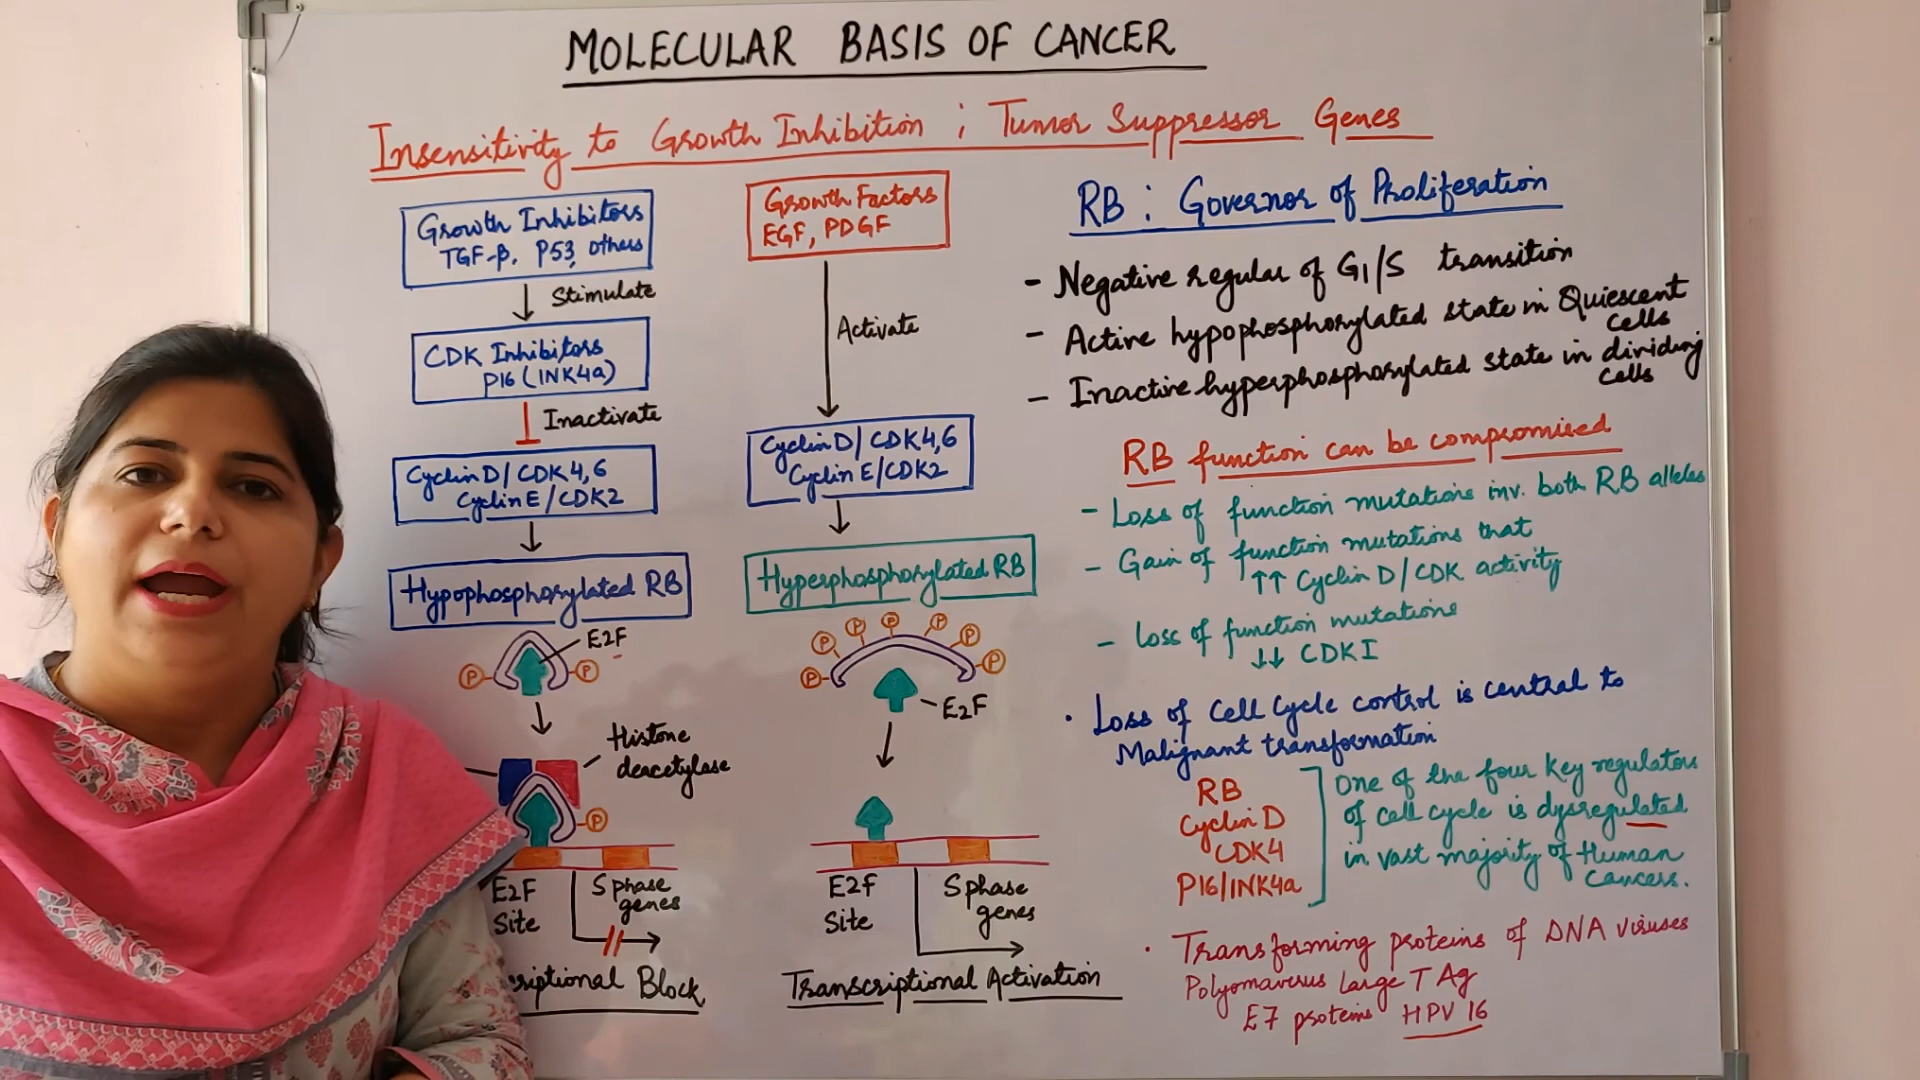 MOLECULAR BASIS OF CANCER
Insensitivity to Growth Inhibition ; Tumor Suppressor Genes
Growth Inhibitors
TGF-β, P53, others
Stimulate
CDK Inhibitors
P16 (INK4a)
Inactivate
Cyclin D/ CDK4,6
Cyclin E/CDK2
Hypophosphorylated RB
E2F
P
P
Histone
deacetylase
P
E2F
Site
S phase
genes
riptional Block
Growth Factors
EGF, PDGF
Activate
Cyclin D/ CDK4,6
Cyclin E/CDK2
Hyperphosphorylated RB
P
P
P
P
P
P
P
E2F
E2F
Site
S phase
genes
Transcriptional Activation
RB : Governor of Proliferation
- Negative regular of G1/S transition
- Active hypophosphorylated state in Quiescent
cells
- Inactive hyperphosphorylated state in dividing
cells
RB function can be compromised
- Loss of function mutations inv. both RB alleles
- Gain of function mutations that
↑↑ Cyclin D/CDK activity
- Loss of function mutations
↓↓ CDKI
· Loss of Cell Cycle control is central to
Malignant transformation
RB
Cyclin D
CDK4
P16/INK4a
One of the four key regulators
of cell cycle is dysregulated
in vast majority of Human
Cancers.
· Transforming proteins of DNA viruses
Polyomavirus Large T Ag
E7 proteins HPV 16